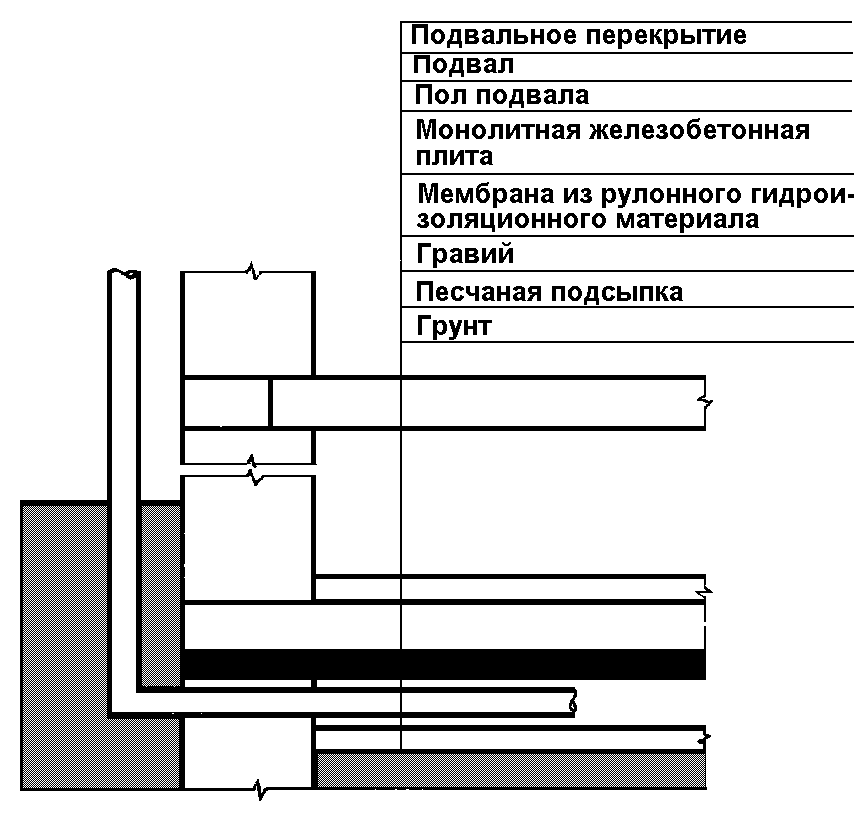 Подвальное перекрытие
Подвал
Пол подвала
Монолитная железобетонная
плита
Мембрана из рулонного гидрои-
золяционного материала
Гравий
Песчаная подсыпка
Грунт